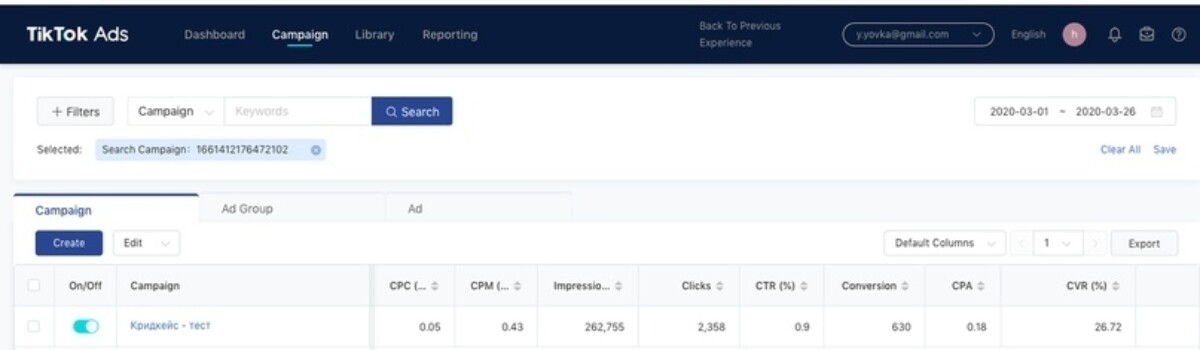 TikTok Ads Dashboard Campaign Library Reporting Back To Previous Experience y.yovka@gmail.com English h
+ Filters Campaign Keywords Search 2020-03-01 ~ 2020-03-26
Selected: Search Campaign: 1661412176472102 Clear All Save
Campaign Ad Group Ad
Create Edit Default Columns 1 Export
On/Off Campaign CPC (... CPM (... Impressio... Clicks CTR (%) Conversion CPA CVR (%)
Кридкейс - тест 0.05 0.43 262,755 2,358 0.9 630 0.18 26.72